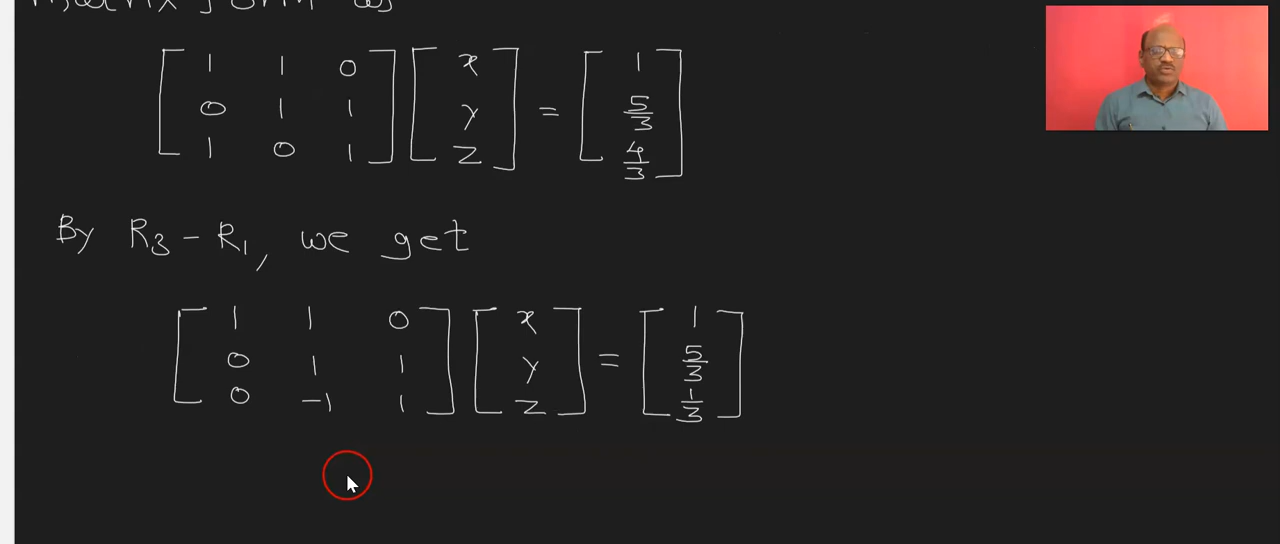 [ 1 1 0 ] [ x ] = [ 1 ]
[ 0 1 1 ] [ y ] [ 5/3 ]
[ 1 0 1 ] [ z ] [ 4/3 ]
By R₃ - R₁, we get
[ 1 1 0 ] [ x ] = [ 1 ]
[ 0 1 1 ] [ y ] [ 5/3 ]
[ 0 -1 1 ] [ z ] [ 1/3 ]